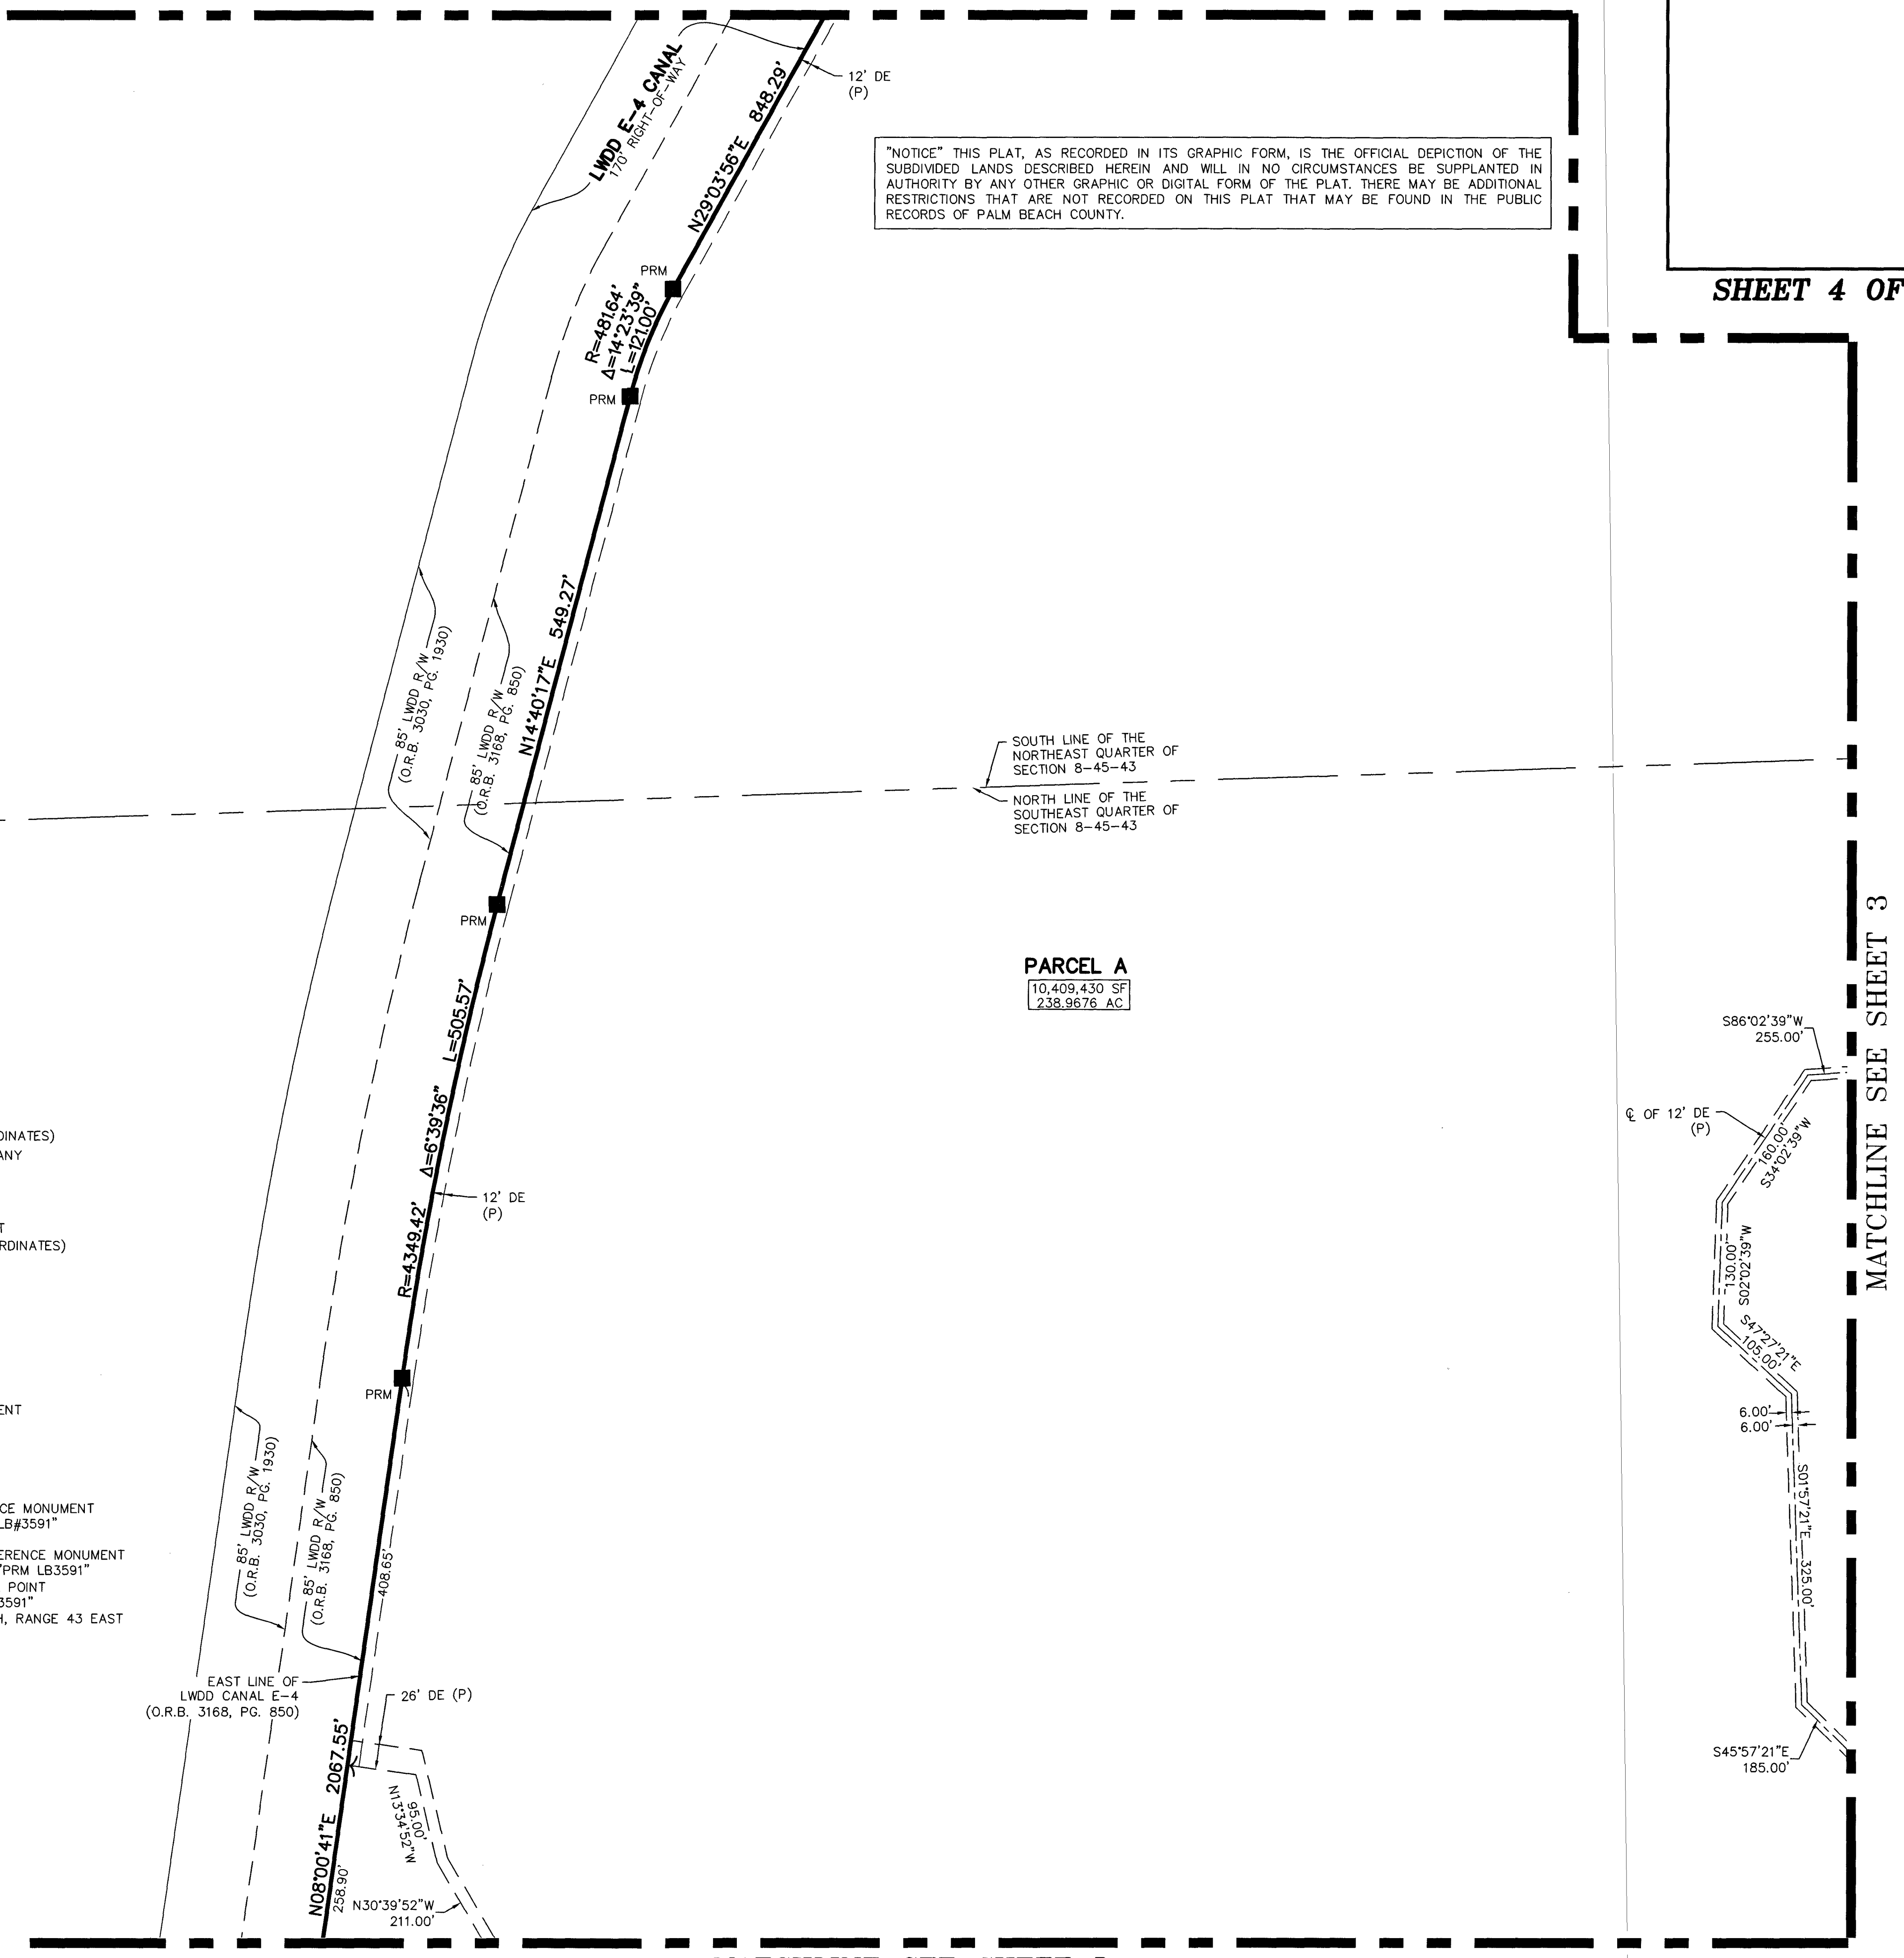 LWDD E-4 CANAL
170' RIGHT-OF-WAY
N29°03'56"E 848.29'
12' DE
(P)
"NOTICE" THIS PLAT, AS RECORDED IN ITS GRAPHIC FORM, IS THE OFFICIAL DEPICTION OF THE
SUBDIVIDED LANDS DESCRIBED HEREIN AND WILL IN NO CIRCUMSTANCES BE SUPPLANTED IN
AUTHORITY BY ANY OTHER GRAPHIC OR DIGITAL FORM OF THE PLAT. THERE MAY BE ADDITIONAL
RESTRICTIONS THAT ARE NOT RECORDED ON THIS PLAT THAT MAY BE FOUND IN THE PUBLIC
RECORDS OF PALM BEACH COUNTY.
SHEET 4 OF
PRM
R=481.64'
Δ=14°23'39"
L=121.00'
PRM
N14°40'17"E 549.27'
85' LWDD R/W
(O.R.B. 3030, PG. 1930)
85' LWDD R/W
(O.R.B. 3168, PG. 850)
SOUTH LINE OF THE
NORTHEAST QUARTER OF
SECTION 8-45-43
NORTH LINE OF THE
SOUTHEAST QUARTER OF
SECTION 8-45-43
PRM
PARCEL A
10,409,430 SF
238.9676 AC
MATCHLINE SEE SHEET 3
R=4349.42' Δ=6°39'36" L=505.57'
12' DE
(P)
S86°02'39"W
255.00'
℄ OF 12' DE
(P)
160.00'
S34°02'39"W
130.00'
S02°02'39"W
S47°27'21"E
105.00'
6.00'
6.00'
S01°57'21"E 325.00'
S45°57'21"E
185.00'
DINATES)
ANY
T
RDINATES)
ENT
CE MONUMENT
LB#3591"
ERENCE MONUMENT
"PRM LB3591"
POINT
3591"
H, RANGE 43 EAST
PRM
85' LWDD R/W
(O.R.B. 3030, PG. 1930)
85' LWDD R/W
(O.R.B. 3168, PG. 850)
408.65'
EAST LINE OF
LWDD CANAL E-4
(O.R.B. 3168, PG. 850)
26' DE (P)
N08°00'41"E 2067.55'
258.90'
95.00'
N13°34'52"W
N30°39'52"W
211.00'